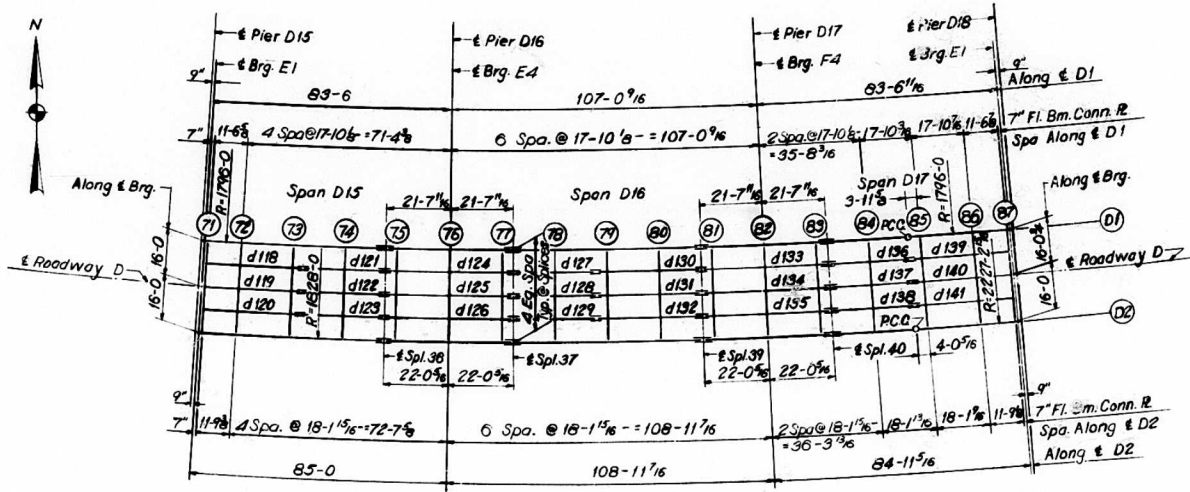 N
℄ Pier D15
℄ Pier D16
℄ Pier D17
℄ Pier D18
℄ Brg. E1
℄ Brg. E4
℄ Brg. F4
℄ Brg. E1
9"
9"
Along ℄ D1
83-6
107-0 9/16
83-6 11/16
7"
11-6 5/8
4 Spa@17-10 1/8=71-4 3/8
6 Spa. @ 17-10 1/8 = 107-0 9/16
2 Spa.@17-10 1/8
= 35-8 3/16
17-10 3/16
17-10 7/16
11-6 7/8
7" Fl. Bm. Conn. ℞
Spa Along ℄ D1
Along ℄ Brg.
R=1796-0
Span D15
21-7 11/16
21-7 11/16
Span D16
21-7 11/16
21-7 11/16
Span D17
3-11 5/8
R=1796-0
Along ℄ Brg.
71 72 73 74 75 76 77 78 79 80 81 82 83 84 85 86 87
P.C.C.
D1
16-0
16-0
d118 d121 d124 d127 d130 d133 d136 d139
d119 d122 d125 d128 d131 d134 d137 d140
d120 d123 d126 d129 d132 d135 d138 d141
℄ Roadway D
R=1828-0
4 Eq. Spa
Typ. @ Splices
R=2227-2
16-0
16-0
℄ Roadway D
P.C.C.
D2
℄ Spl. 36
℄ Spl. 37
℄ Spl. 39
℄ Spl. 40
4-0 5/16
22-0 5/16
22-0 5/16
22-0 5/16
22-0 5/16
9"
9"
7"
11-9 3/8
4 Spa. @ 18-1 15/16=72-7 5/8
6 Spa. @ 18-1 15/16 = 108-11 7/16
2 Spa@18-1 15/16
= 36-3 13/16
18-1 13/16
18-1 9/16
11-9 1/8
7" Fl. Bm. Conn. ℞
Spa. Along ℄ D2
85-0
108-11 7/16
84-11 5/16
Along ℄ D2